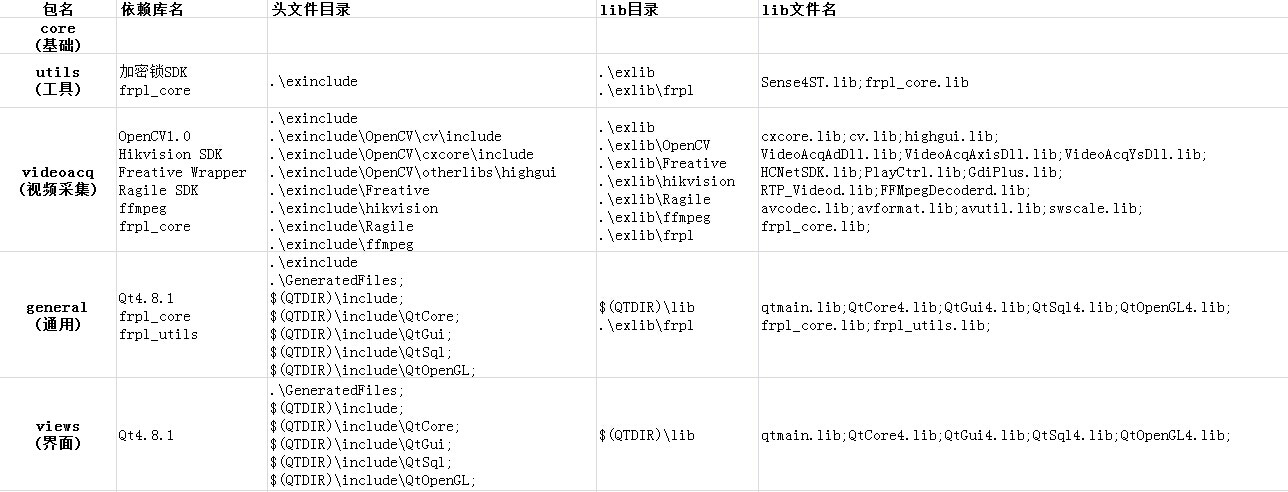 包名 依赖库名 头文件目录 lib目录 lib文件名
core
(基础)
utils
(工具)
加密锁SDK
frpl_core
.\exinclude
.\exlib
.\exlib\frpl
Sense4ST.lib;frpl_core.lib
videoacq
(视频采集)
OpenCV1.0
Hikvision SDK
Freative Wrapper
Ragile SDK
ffmpeg
frpl_core
.\exinclude
.\exinclude\OpenCV\cv\include
.\exinclude\OpenCV\cxcore\include
.\exinclude\OpenCV\otherlibs\highgui
.\exinclude\Freative
.\exinclude\hikvision
.\exinclude\Ragile
.\exinclude\ffmpeg
.\exlib
.\exlib\OpenCV
.\exlib\Freative
.\exlib\hikvision
.\exlib\Ragile
.\exlib\ffmpeg
.\exlib\frpl
cxcore.lib;cv.lib;highgui.lib;
VideoAcqAdDll.lib;VideoAcqAxisDll.lib;VideoAcqYsDll.lib;
HCNetSDK.lib;PlayCtrl.lib;GdiPlus.lib;
RTP_Videod.lib;FFMpegDecoderd.lib;
avcodec.lib;avformat.lib;avutil.lib;swscale.lib;
frpl_core.lib;
general
(通用)
Qt4.8.1
frpl_core
frpl_utils
.\exinclude
.\GeneratedFiles;
$(QTDIR)\include;
$(QTDIR)\include\QtCore;
$(QTDIR)\include\QtGui;
$(QTDIR)\include\QtSql;
$(QTDIR)\include\QtOpenGL;
$(QTDIR)\lib
.\exlib\frpl
qtmain.lib;QtCore4.lib;QtGui4.lib;QtSql4.lib;QtOpenGL4.lib;
frpl_core.lib;frpl_utils.lib;
views
(界面)
Qt4.8.1
.\GeneratedFiles;
$(QTDIR)\include;
$(QTDIR)\include\QtCore;
$(QTDIR)\include\QtGui;
$(QTDIR)\include\QtSql;
$(QTDIR)\include\QtOpenGL;
$(QTDIR)\lib
qtmain.lib;QtCore4.lib;QtGui4.lib;QtSql4.lib;QtOpenGL4.lib;